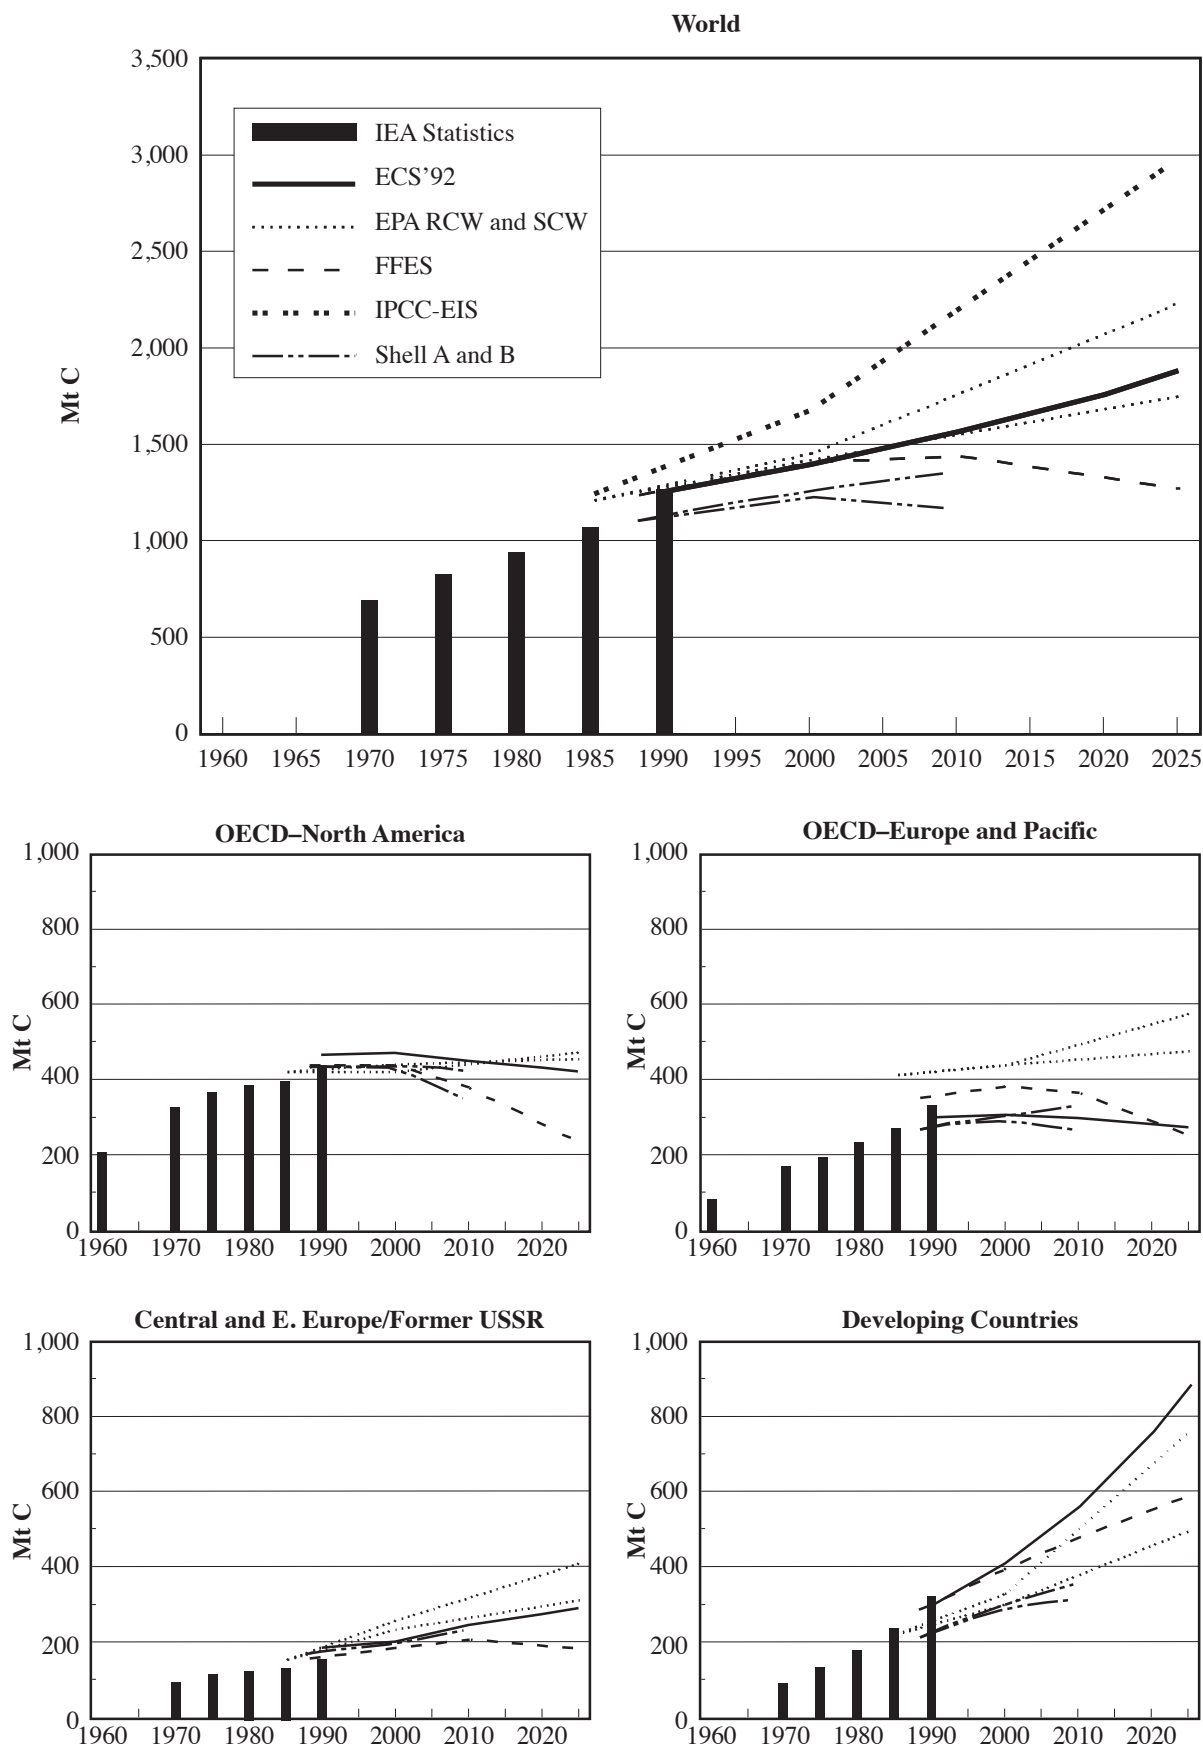 World
3,500
3,000
2,500
2,000
1,500
1,000
500
0
Mt C
IEA Statistics
ECS’92
EPA RCW and SCW
FFES
IPCC-EIS
Shell A and B
1960 1965 1970 1975 1980 1985 1990 1995 2000 2005 2010 2015 2020 2025
OECD–North America
1,000
800
600
400
200
0
Mt C
1960 1970 1980 1990 2000 2010 2020
OECD–Europe and Pacific
1,000
800
600
400
200
0
Mt C
1960 1970 1980 1990 2000 2010 2020
Central and E. Europe/Former USSR
1,000
800
600
400
200
0
Mt C
1960 1970 1980 1990 2000 2010 2020
Developing Countries
1,000
800
600
400
200
0
Mt C
1960 1970 1980 1990 2000 2010 2020